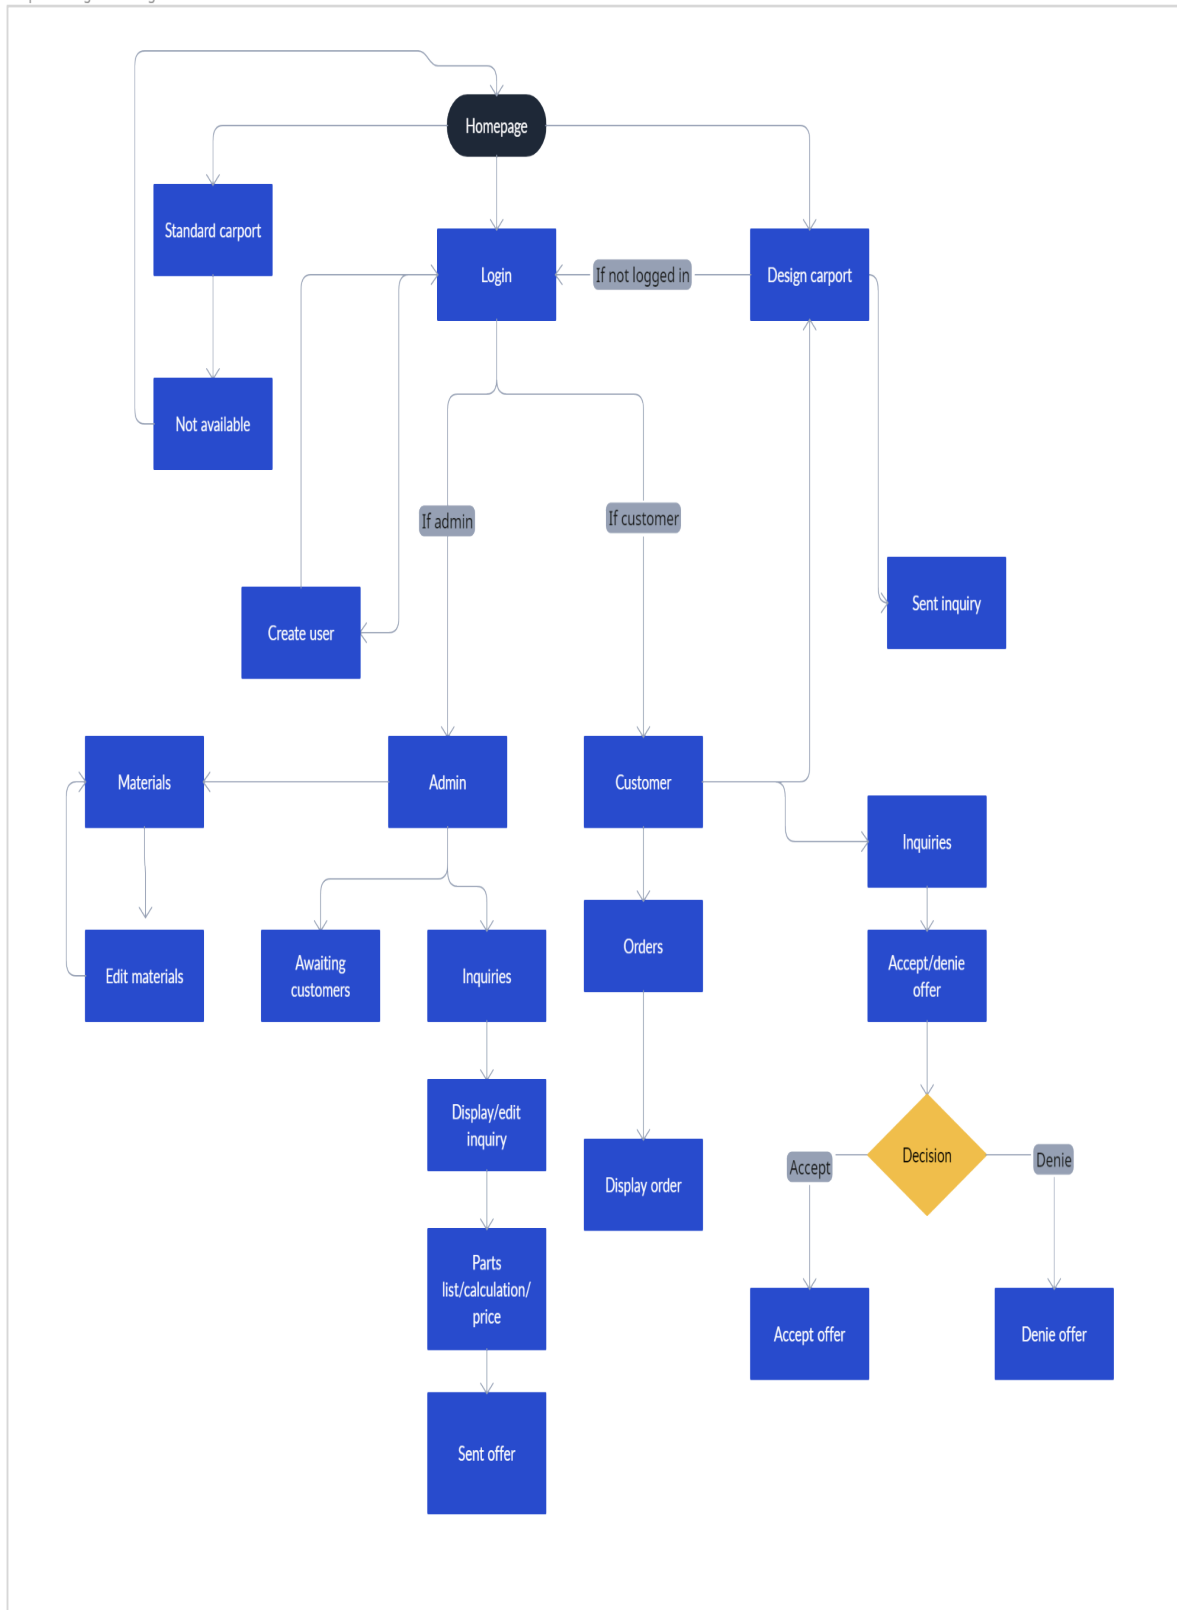 Homepage
Standard carport
Login
If not logged in
Design carport
Not available
If admin
If customer
Create user
Sent inquiry
Materials
Admin
Customer
Inquiries
Edit materials
Awaiting
customers
Inquiries
Orders
Accept/denie
offer
Display/edit
inquiry
Display order
Accept
Decision
Denie
Parts
list/calculation/
price
Accept offer
Denie offer
Sent offer